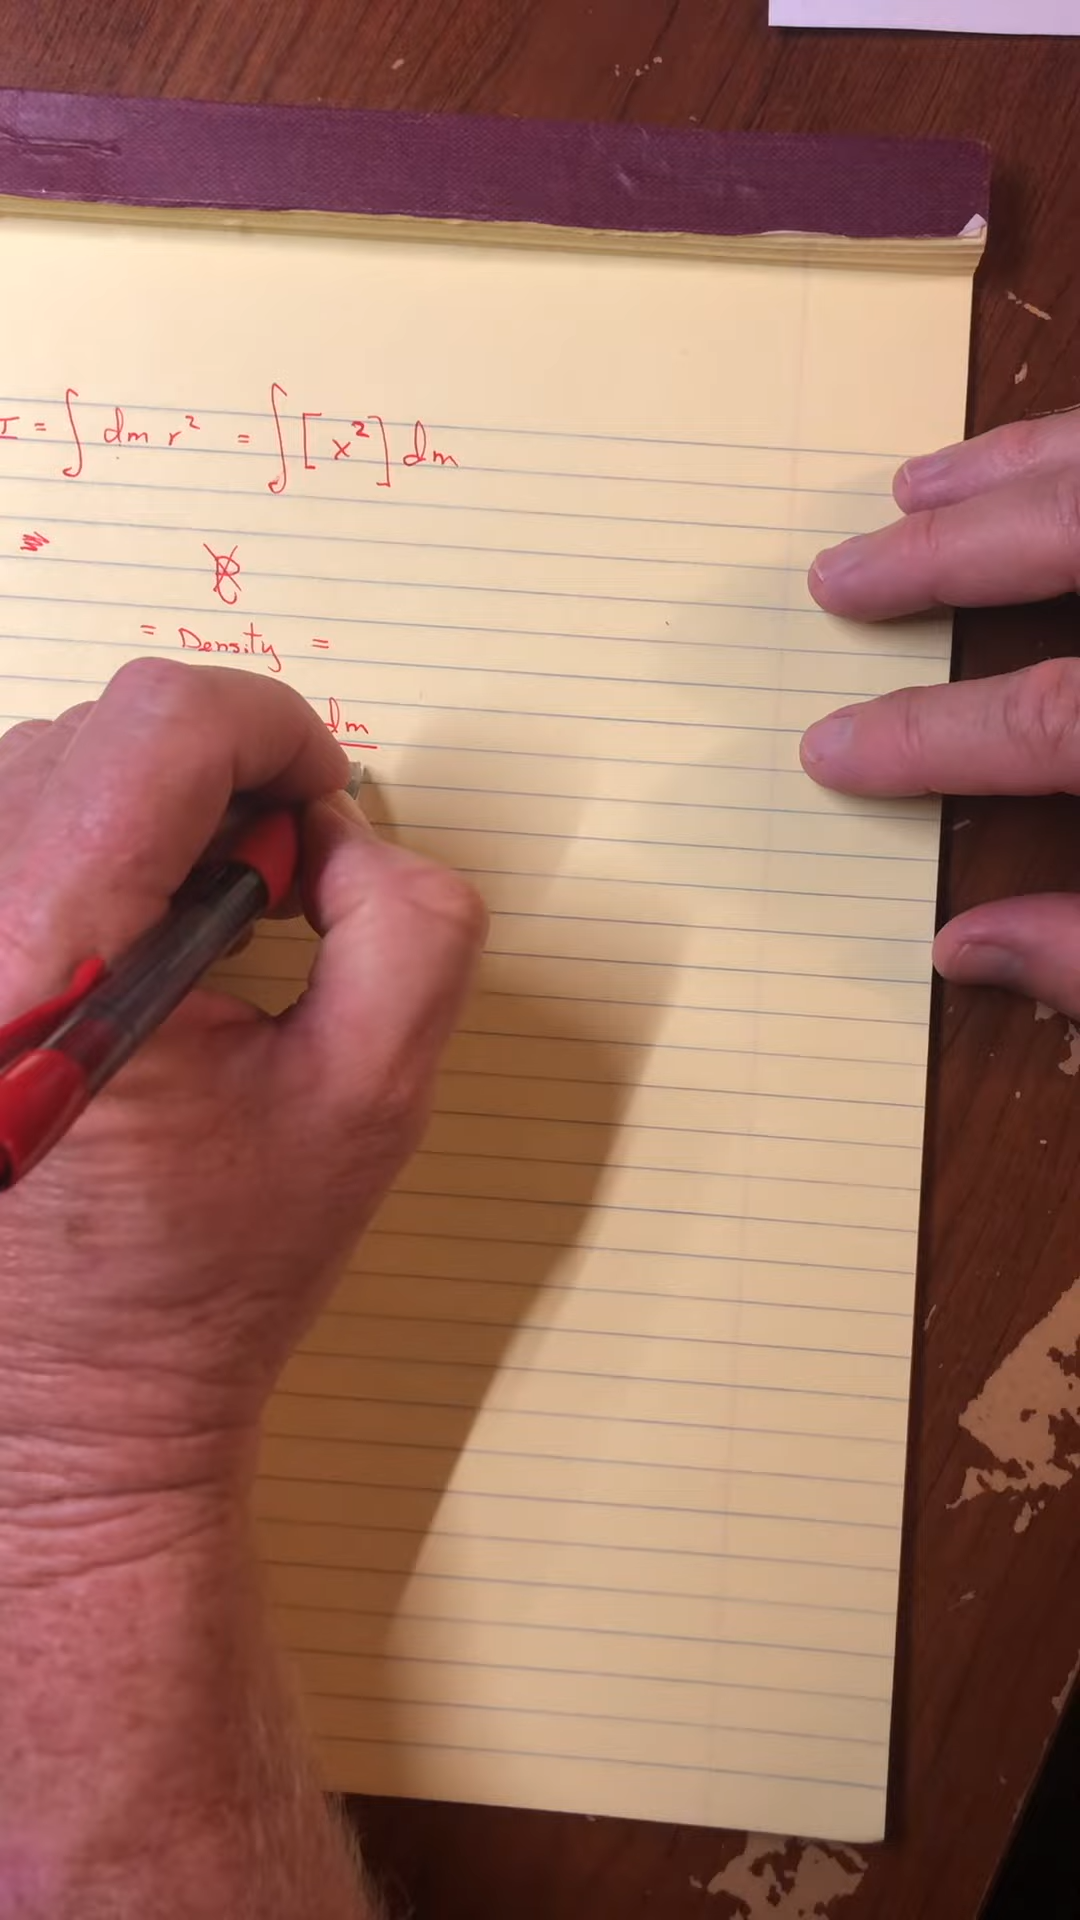 I = ∫ dm r² = ∫ [x²] dm
= Density =
dm